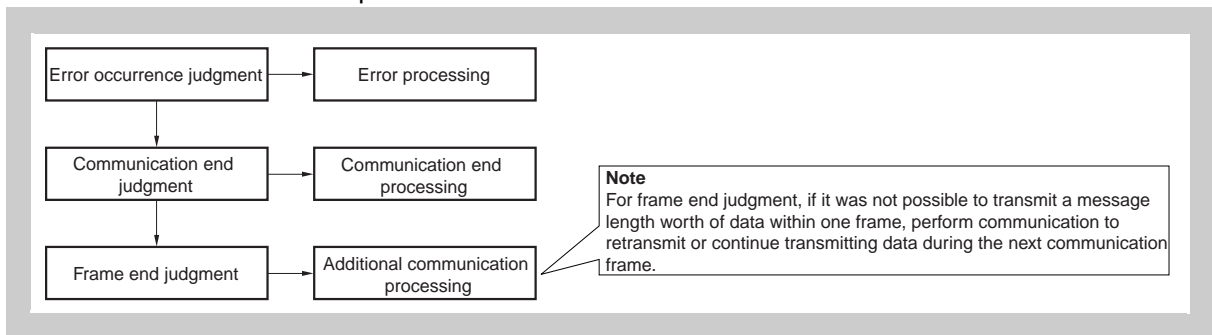 Error occurrence judgment
Error processing
Communication end
judgment
Communication end
processing
Frame end judgment
Additional communication
processing
Note
For frame end judgment, if it was not possible to transmit a message
length worth of data within one frame, perform communication to
retransmit or continue transmitting data during the next communication
frame.